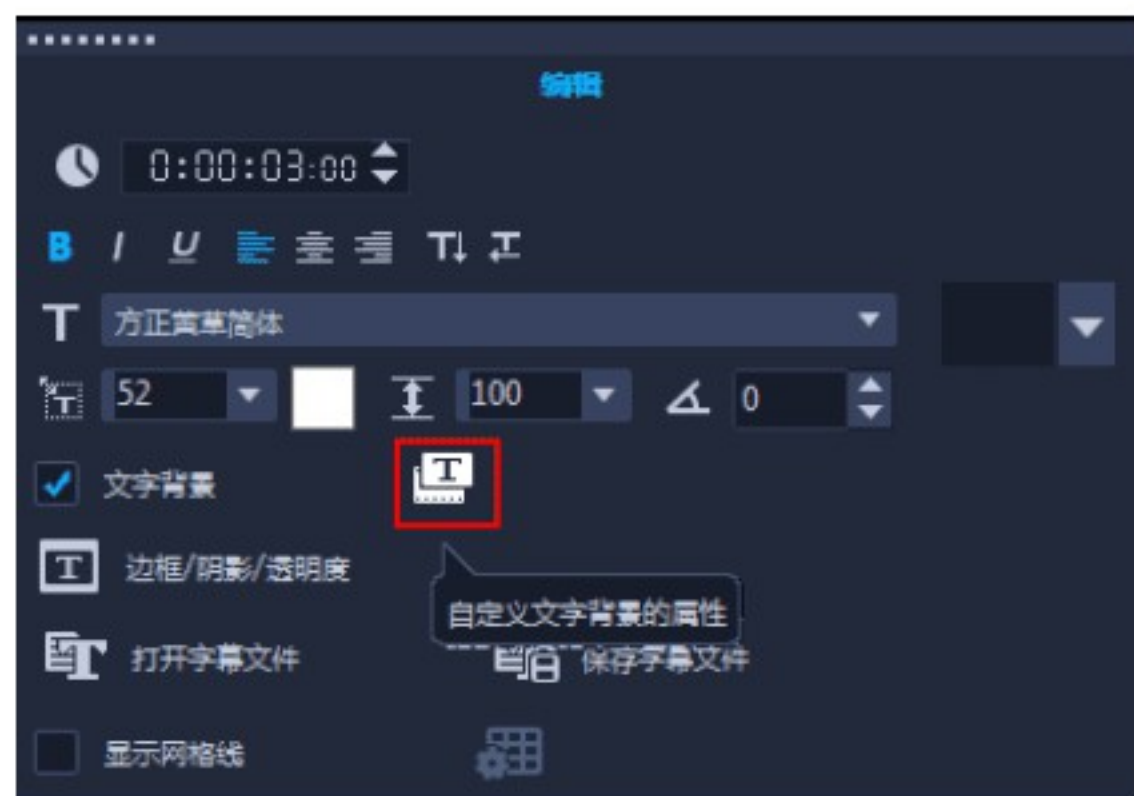 编辑
0:00:03:00
B I U T T
T 方正黄草简体
T 52 100 0
文字背景 T
T 边框/阴影/透明度
自定义文字背景的属性
T 打开字幕文件 保存字幕文件
显示网格线